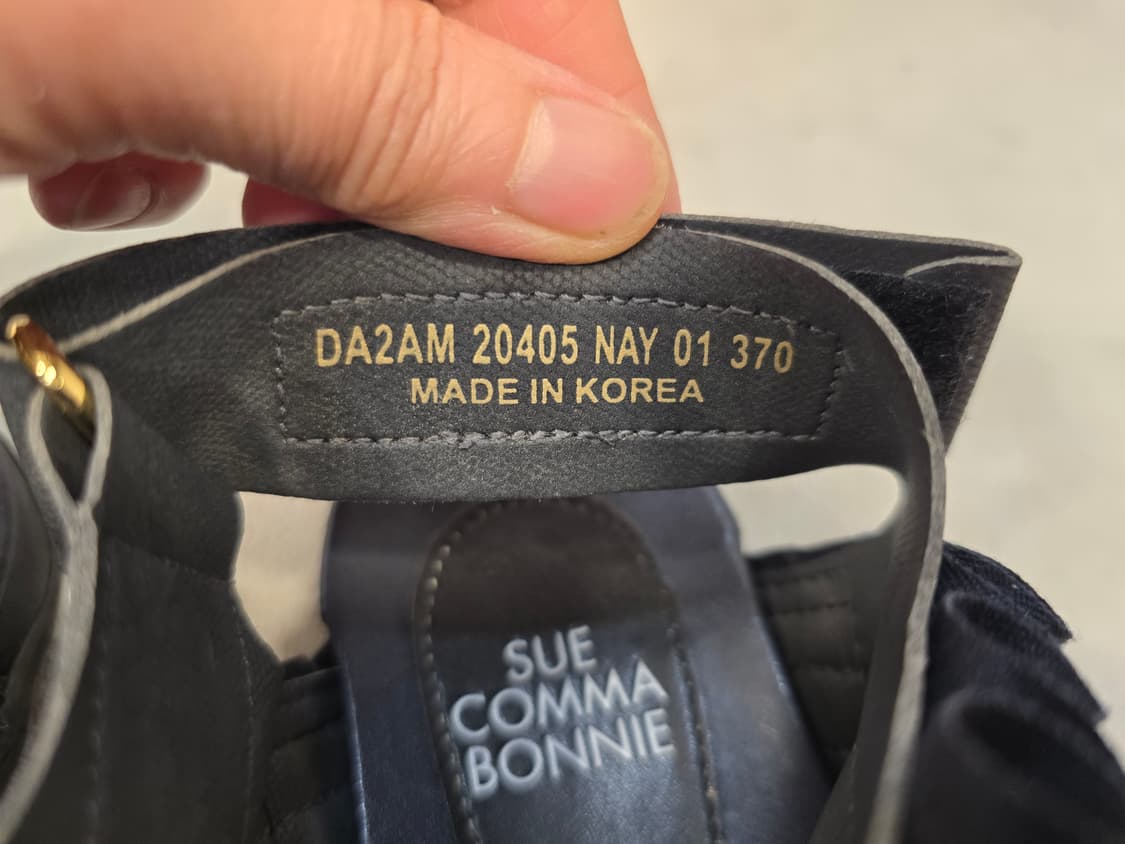 DA2AM 20405 NAY 01 370
MADE IN KOREA
SUE
COMMA
BONNIE